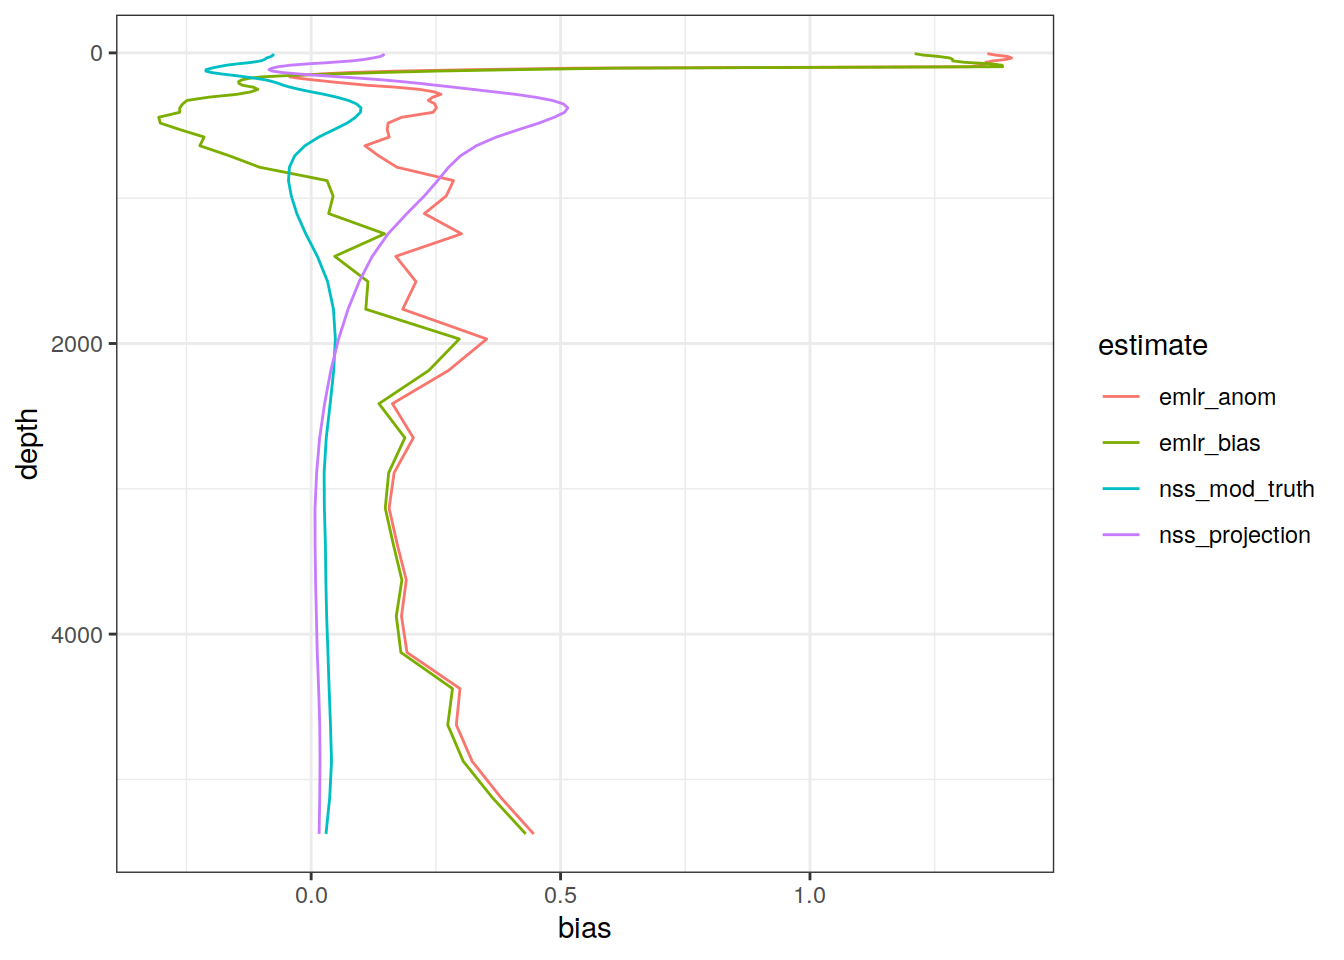 0
2000
4000
depth
0.0
0.5
1.0
bias
estimate
emlr_anom
emlr_bias
nss_mod_truth
nss_projection